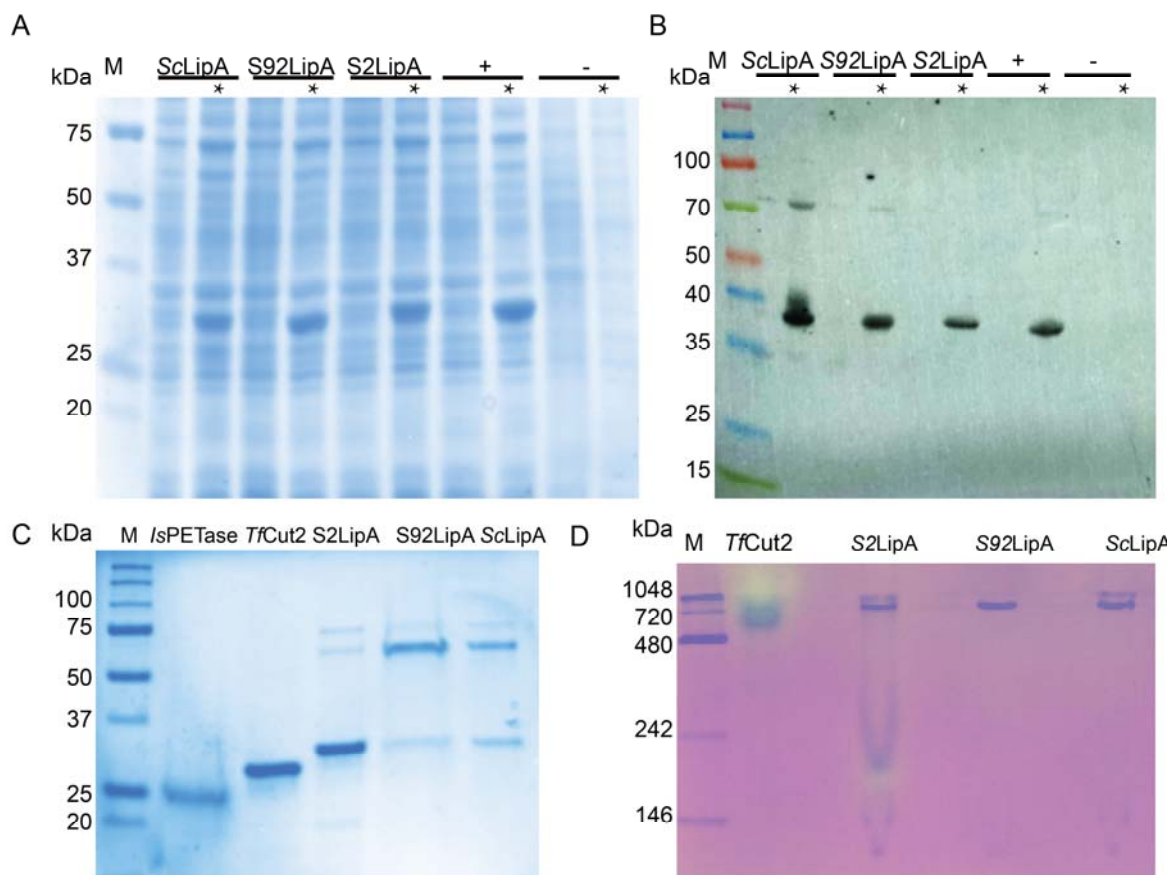 A
kDa M ScLipA S92LipA S2LipA + -
* * * * *
75
50
37
25
20
B
M ScLipA S92LipA S2LipA + -
kDa * * * * *
100
70
50
40
35
25
15
C kDa M IsPETase TfCut2 S2LipA S92LipA ScLipA
100
75
50
37
25
20
D kDa M TfCut2 S2LipA S92LipA ScLipA
1048
720
480
242
146